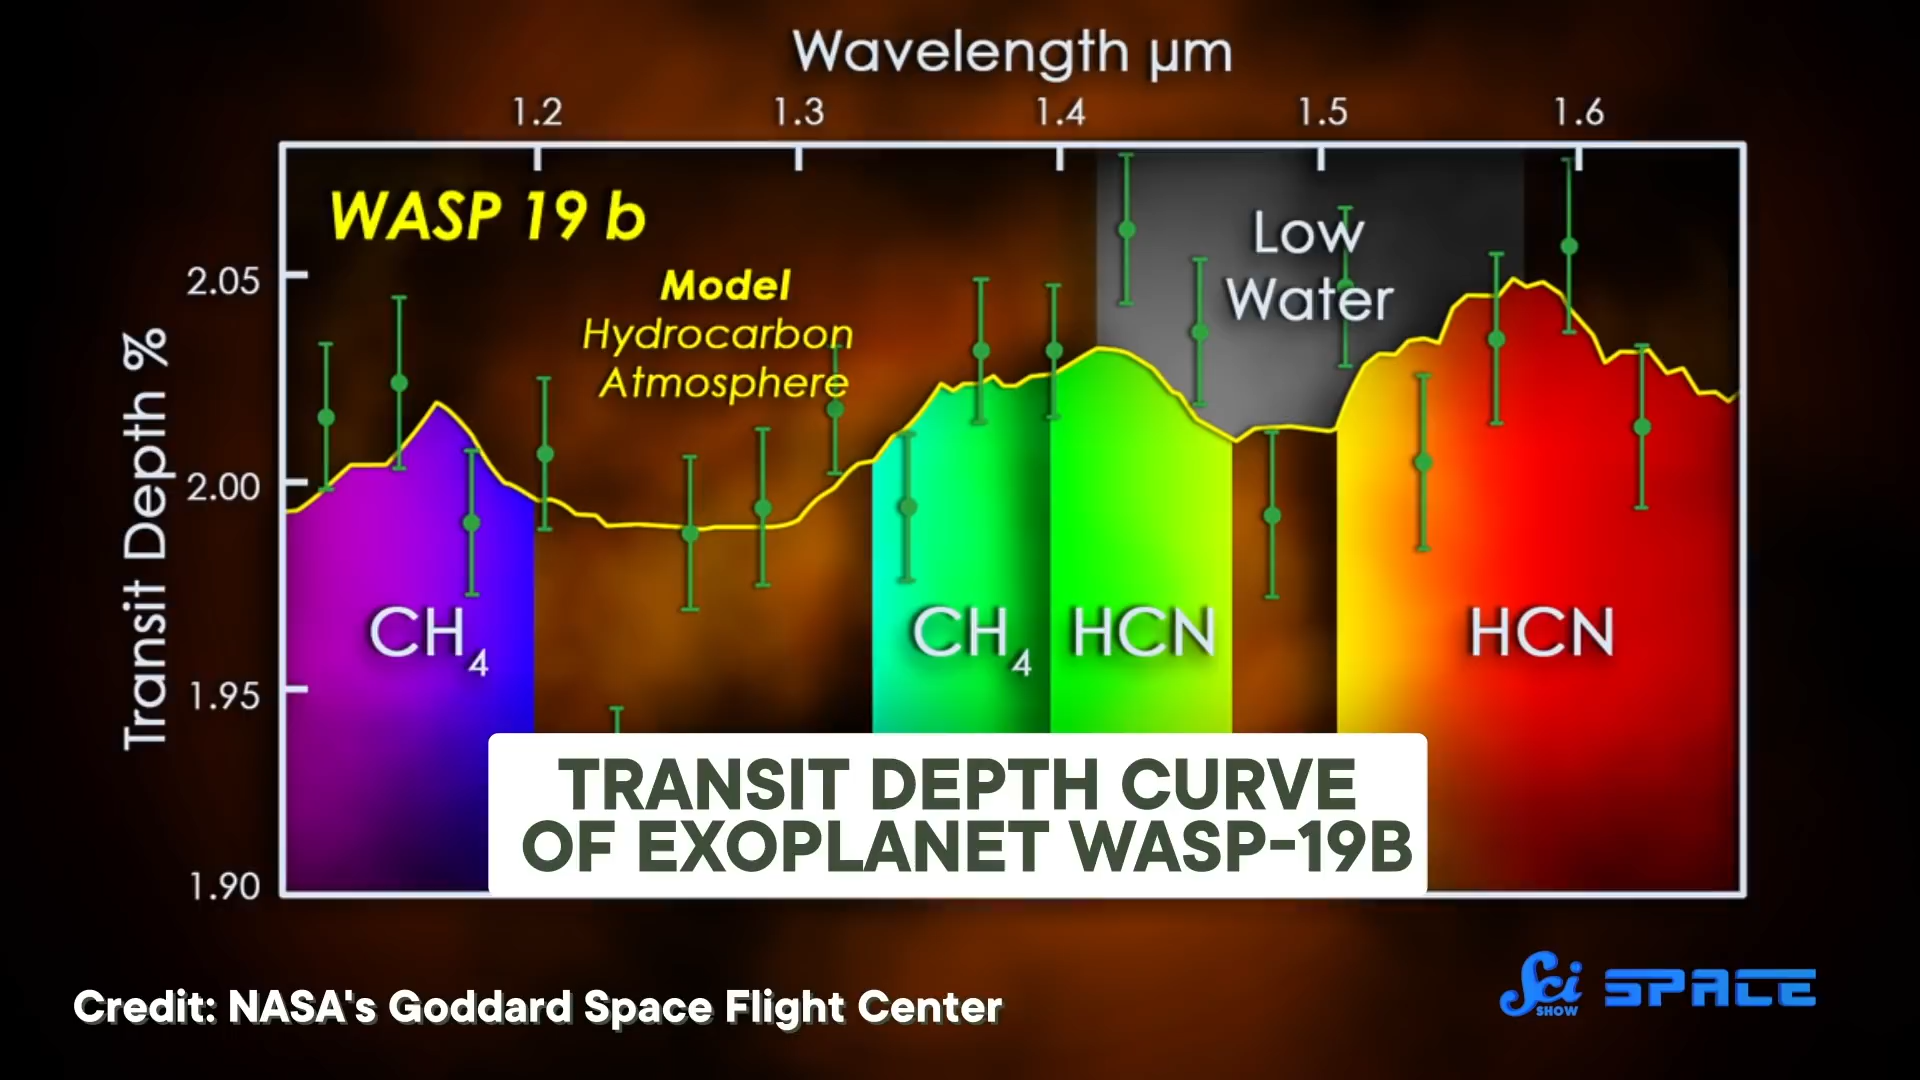 Wavelength µm
1.2 1.3 1.4 1.5 1.6
WASP 19 b
Low
Water
2.05
Model
Hydrocarbon
Atmosphere
Transit Depth %
2.00
CH4
CH4
HCN
HCN
1.95
TRANSIT DEPTH CURVE
OF EXOPLANET WASP-19B
1.90
Credit: NASA's Goddard Space Flight Center
Sci
SHOW
SPACE